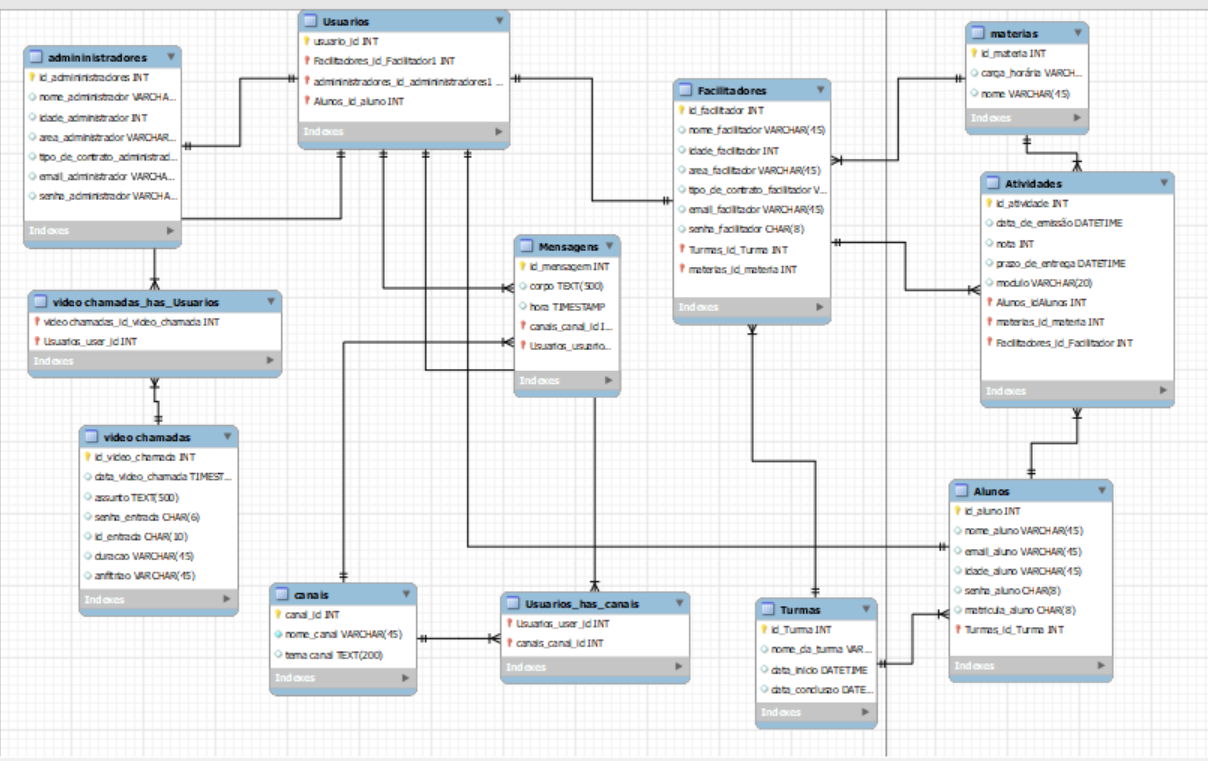 Usuarios
usuario_id INT
Facilitadores_id_Facilitador1 INT
admininistradores_id_admininistradores1 ...
Alunos_id_aluno INT
Indexes
admininistradores
id_admininistradores INT
nome_administrador VARCHA...
idade_administrador INT
area_administrador VARCHAR...
tipo_de_contrato_administrad...
email_administrador VARCHA...
senha_administrador VARCHA...
Indexes
materias
id_materia INT
carga_horária VARCH...
nome VARCHAR(45)
Indexes
Facilitadores
id_facilitador INT
nome_facilitador VARCHAR(45)
idade_facilitador INT
area_facilitador VARCHAR(45)
tipo_de_contrato_facilitador V...
email_facilitador VARCHAR(45)
senha_facilitador CHAR(8)
Turmas_id_Turma INT
materias_id_materia INT
Indexes
Atividades
id_atividade INT
data_de_emissão DATETIME
nota INT
prazo_de_entrega DATETIME
modulo VARCHAR(20)
Alunos_idAlunos INT
materias_id_materia INT
Facilitadores_id_Facilitador INT
Indexes
Mensagens
id_mensagem INT
corpo TEXT(500)
hora TIMESTAMP
canais_canal_id I...
Usuarios_usuario...
Indexes
video chamadas_has_Usuarios
video chamadas_id_video_chamada INT
Usuarios_user_id INT
Indexes
video chamadas
id_video_chamada INT
data_video_chamada TIMEST...
assunto TEXT(500)
senha_entrada CHAR(6)
id_entrada CHAR(10)
duracao VARCHAR(45)
anfitriao VARCHAR(45)
Indexes
Alunos
id_aluno INT
nome_aluno VARCHAR(45)
email_aluno VARCHAR(45)
idade_aluno VARCHAR(45)
senha_aluno CHAR(8)
matricula_aluno CHAR(8)
Turmas_id_Turma INT
Indexes
canais
canal_id INT
nome_canal VARCHAR(45)
tema canal TEXT(200)
Indexes
Usuarios_has_canais
Usuarios_user_id INT
canais_canal_id INT
Indexes
Turmas
id_Turma INT
nome_da_turma VAR...
data_inicio DATETIME
data_conclusao DATE...
Indexes